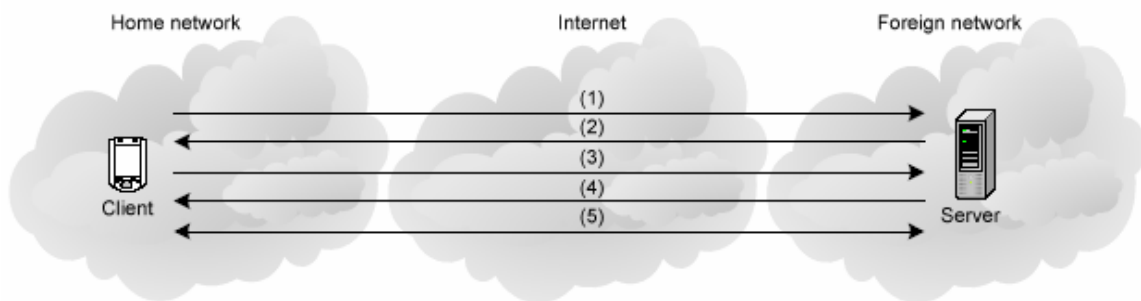 Home network
Internet
Foreign network
(1)
(2)
(3)
(4)
(5)
Client
Server